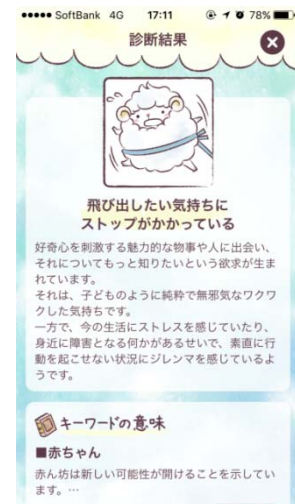 SoftBank 4G 17:11 78%
診断結果
飛び出したい気持ちに
ストップがかかっている
好奇心を刺激する魅力的な物事や人に出会い、
それについてもっと知りたいという欲求が生ま
れています。
それは、子どものように純粋で無邪気なワクワ
クした気持ちです。
一方で、今の生活にストレスを感じていたり、
身近に障害となる何かがあるせいで、素直に行
動を起こせない状況にジレンマを感じているよ
うです。
キーワードの意味
■赤ちゃん
赤ん坊は新しい可能性が開けることを示してい
ます。…